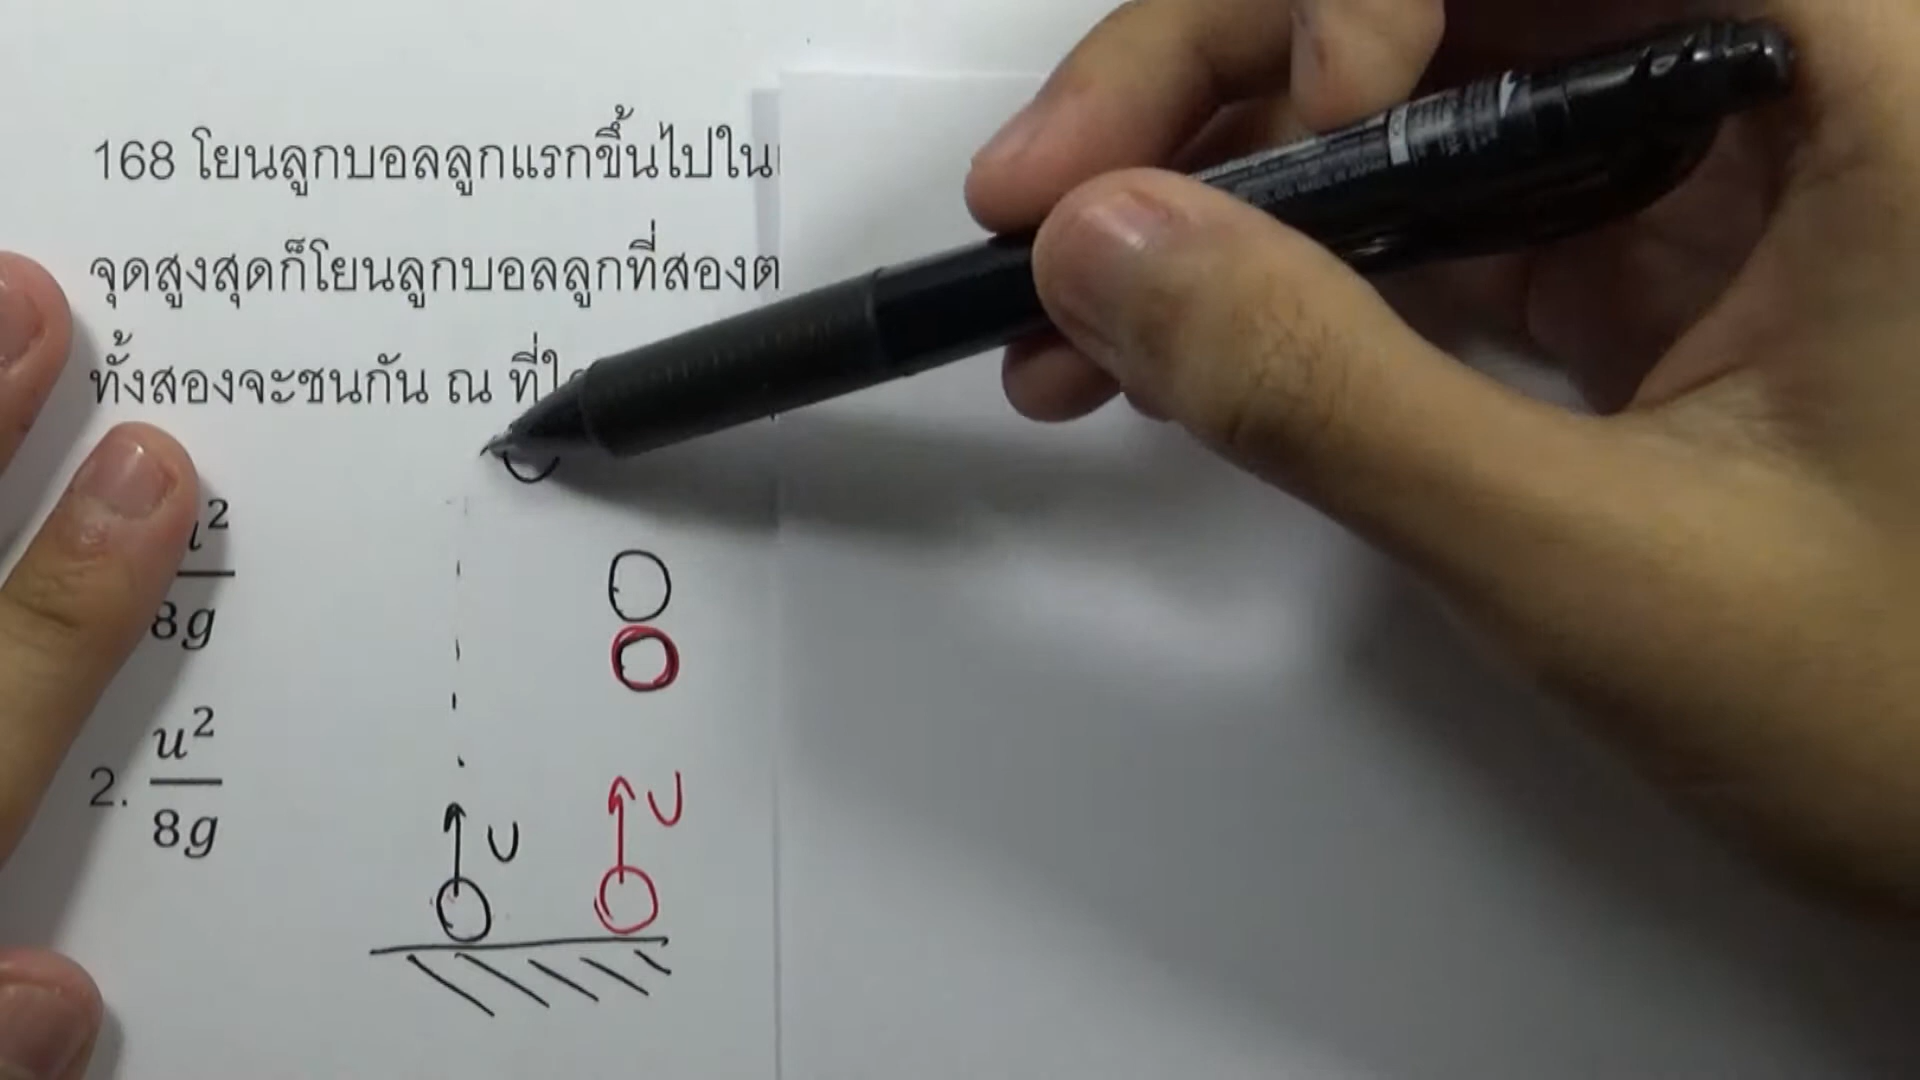 168 โยนลูกบอลลูกแรกขึ้นไปใน
จุดสูงสุดก็โยนลูกบอลลูกที่สองต
ทั้งสองจะชนกัน ณ
2
8g
2. u²
8g
U
U